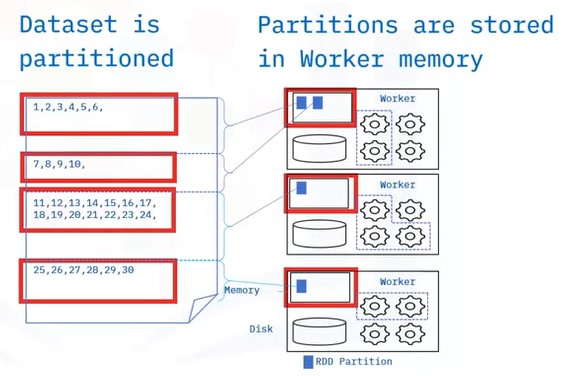 Dataset is
partitioned
Partitions are stored
in Worker memory
1,2,3,4,5,6,
7,8,9,10,
11,12,13,14,15,16,17,
18,19,20,21,22,23,24,
25,26,27,28,29,30
Worker
Worker
Worker
Memory
Disk
RDD Partition